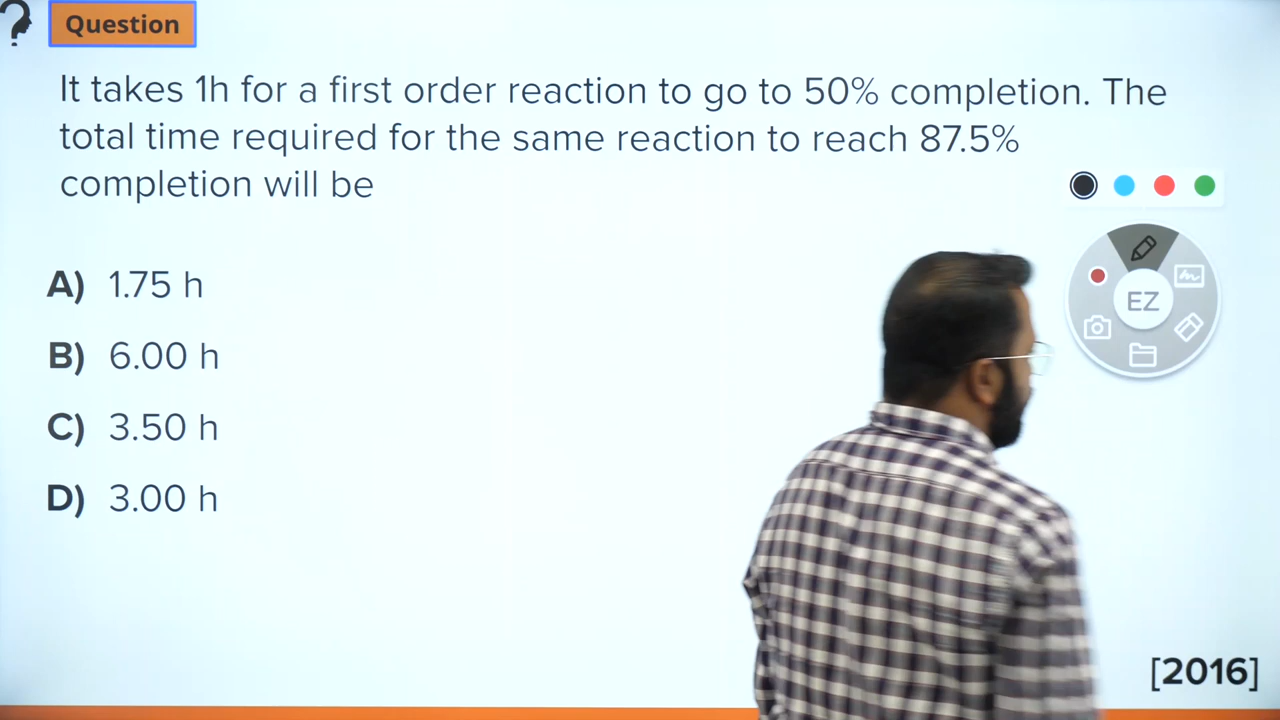 Question
It takes 1h for a first order reaction to go to 50% completion. The
total time required for the same reaction to reach 87.5%
completion will be
A) 1.75 h
B) 6.00 h
C) 3.50 h
D) 3.00 h
EZ
[2016]